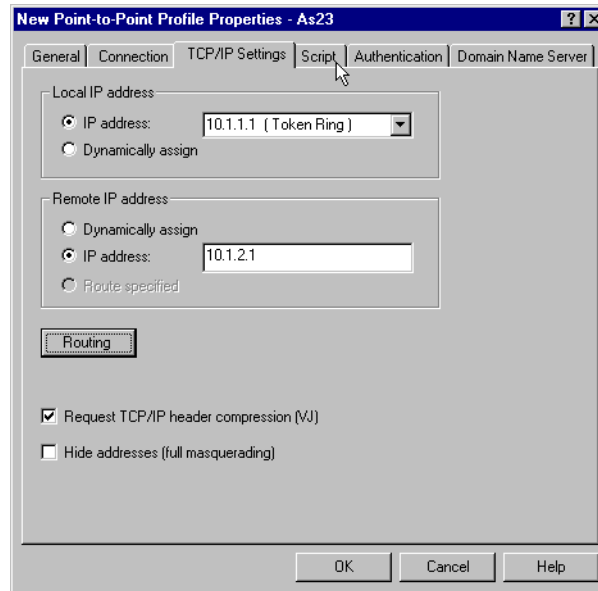 New Point-to-Point Profile Properties - As23
General Connection TCP/IP Settings Script Authentication Domain Name Server
Local IP address
IP address: 10.1.1.1 ( Token Ring )
Dynamically assign
Remote IP address
Dynamically assign
IP address: 10.1.2.1
Route specified
Routing
Request TCP/IP header compression (VJ)
Hide addresses (full masquerading)
OK Cancel Help